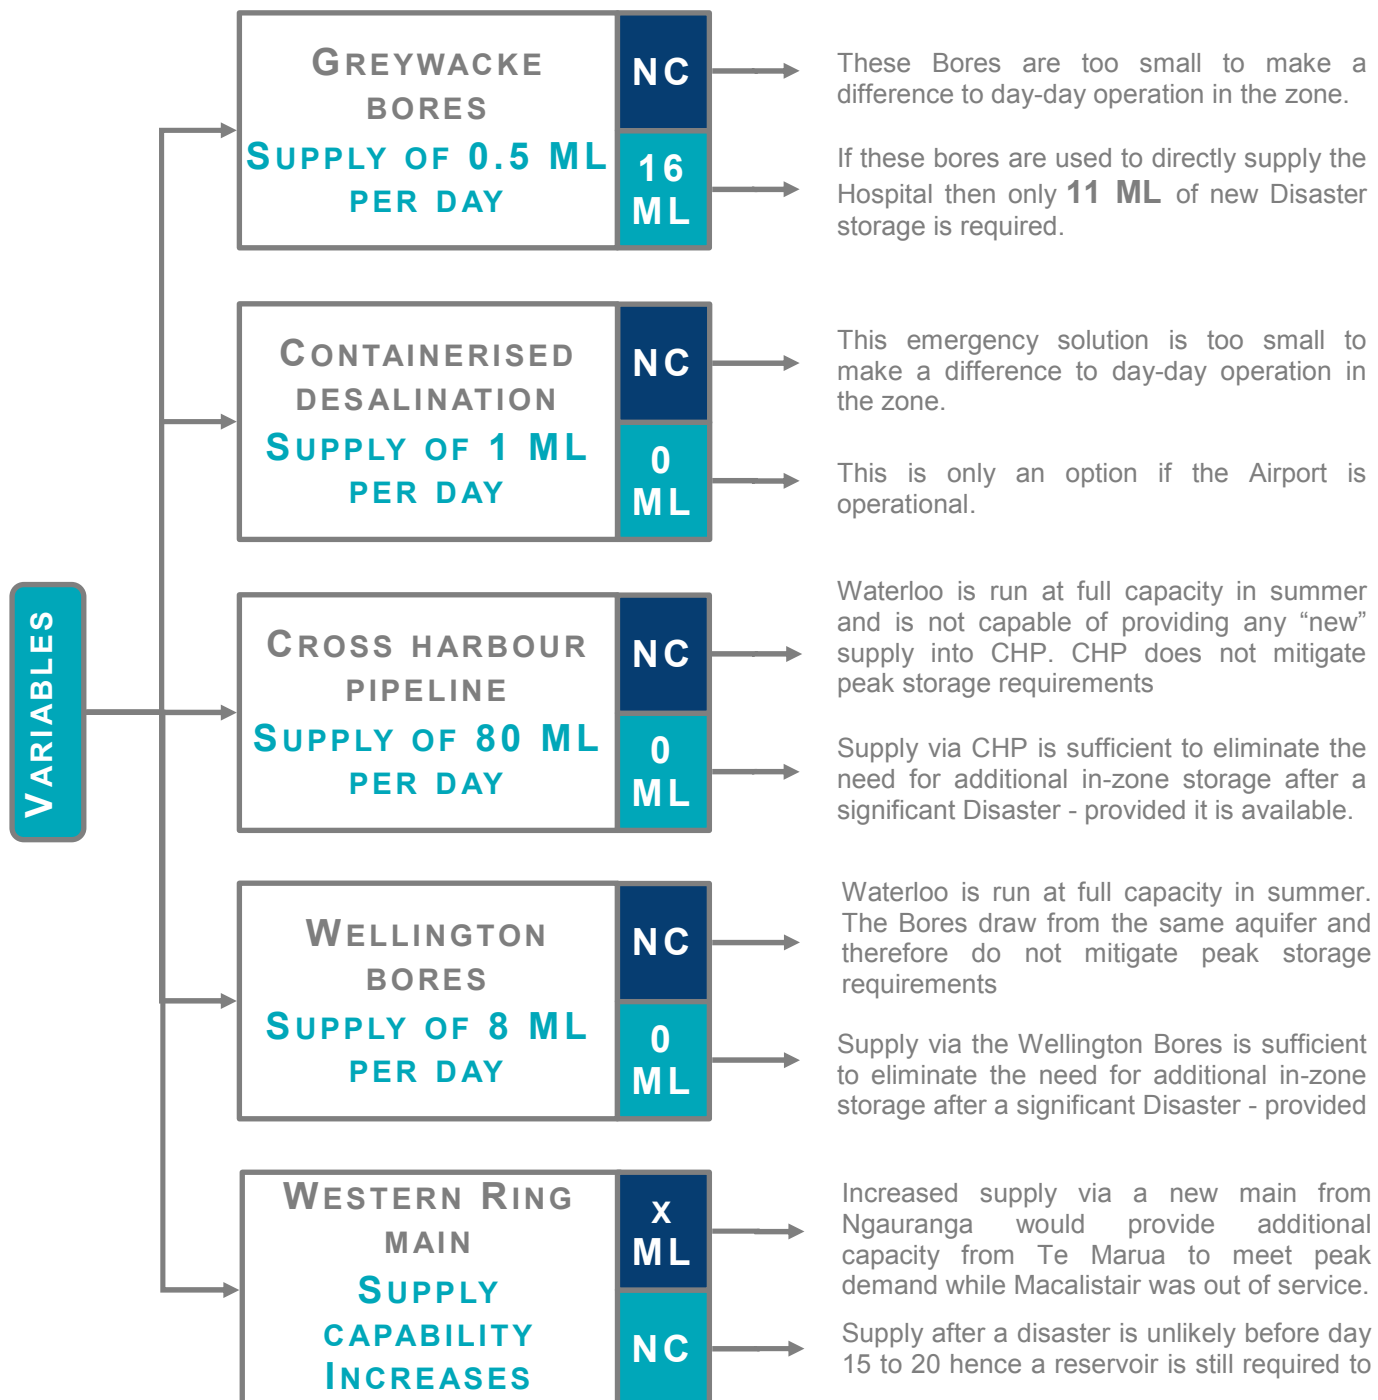 VARIABLES
GREYWACKE
BORES
SUPPLY OF 0.5 ML
PER DAY
NC
16
ML
These Bores are too small to make a
difference to day-day operation in the zone.
If these bores are used to directly supply the
Hospital then only 11 ML of new Disaster
storage is required.
CONTAINERISED
DESALINATION
SUPPLY OF 1 ML
PER DAY
NC
0
ML
This emergency solution is too small to
make a difference to day-day operation in
the zone.
This is only an option if the Airport is
operational.
CROSS HARBOUR
PIPELINE
SUPPLY OF 80 ML
PER DAY
NC
0
ML
Waterloo is run at full capacity in summer
and is not capable of providing any “new”
supply into CHP. CHP does not mitigate
peak storage requirements
Supply via CHP is sufficient to eliminate the
need for additional in-zone storage after a
significant Disaster - provided it is available.
WELLINGTON
BORES
SUPPLY OF 8 ML
PER DAY
NC
0
ML
Waterloo is run at full capacity in summer.
The Bores draw from the same aquifer and
therefore do not mitigate peak storage
requirements
Supply via the Wellington Bores is sufficient
to eliminate the need for additional in-zone
storage after a significant Disaster - provided
WESTERN RING
MAIN
SUPPLY
CAPABILITY
INCREASES
X
ML
NC
Increased supply via a new main from
Ngauranga would provide additional
capacity from Te Marua to meet peak
demand while Macalistair was out of service.
Supply after a disaster is unlikely before day
15 to 20 hence a reservoir is still required to